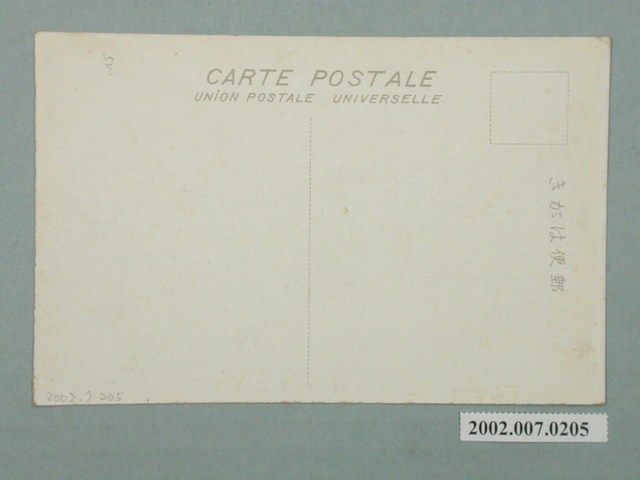 CARTE POSTALE
UNION POSTALE UNIVERSELLE
きがは便郵
2002.7 205
2002.007.0205